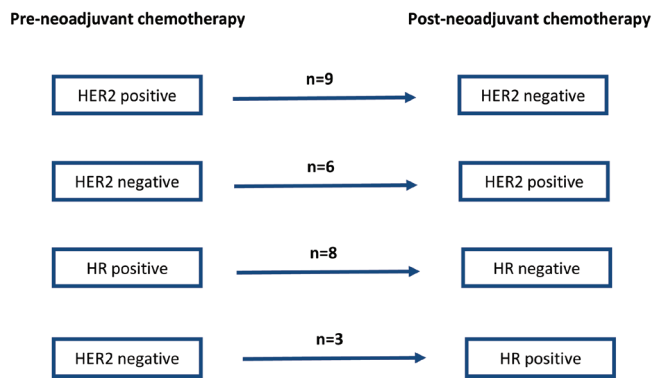 Pre-neoadjuvant chemotherapy
Post-neoadjuvant chemotherapy
HER2 positive
n=9
HER2 negative
HER2 negative
n=6
HER2 positive
HR positive
n=8
HR negative
HER2 negative
n=3
HR positive